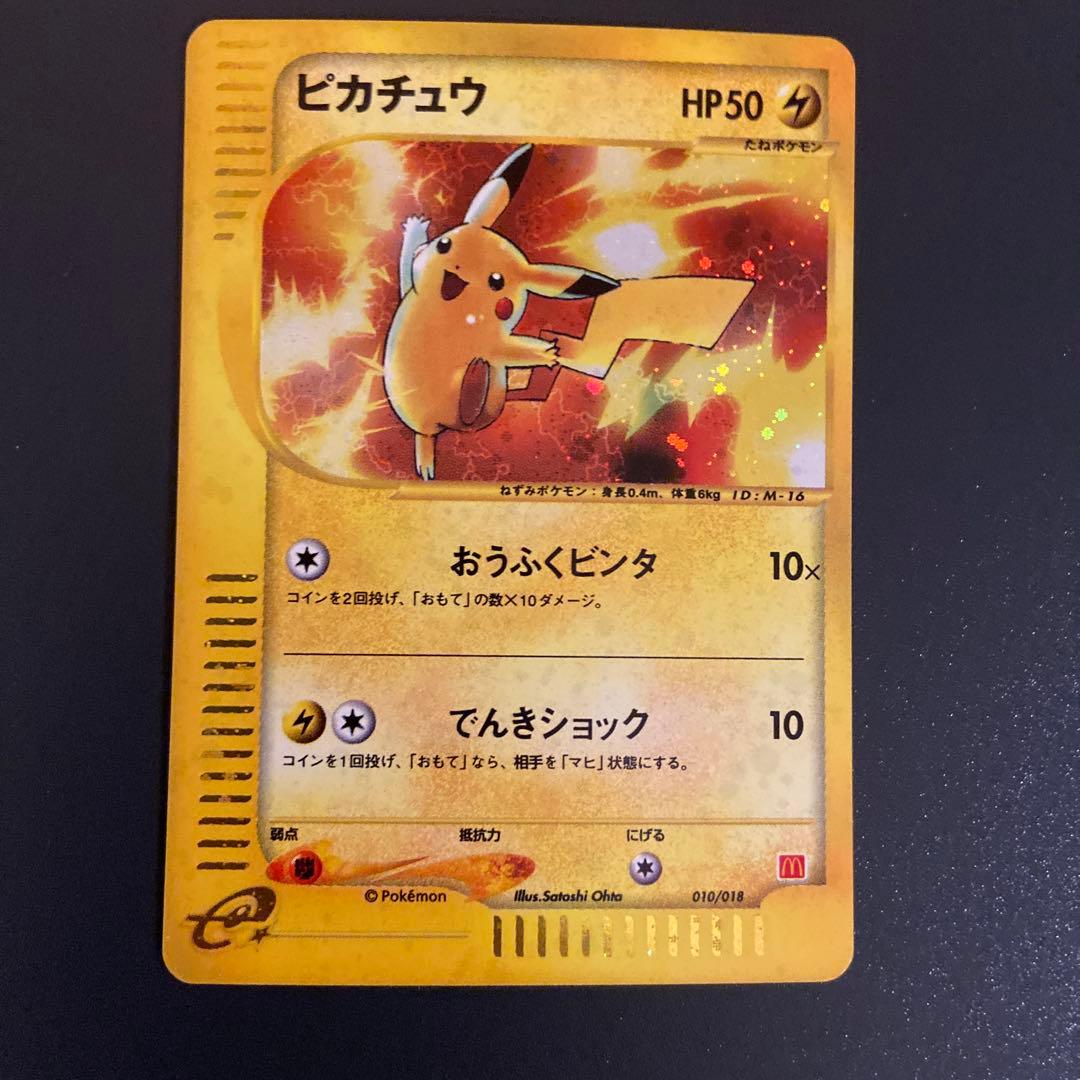 ピカチュウ
HP50
たねポケモン
ねずみポケモン：身長0.4m、体重6kg ID:M-16
おうふくビンタ 10×
コインを2回投げ、「おもて」の数×10ダメージ。
でんきショック 10
コインを1回投げ、「おもて」なら、相手を「マヒ」状態にする。
弱点 抵抗力 にげる
©Pokémon Illus.Satoshi Ohta 010/018